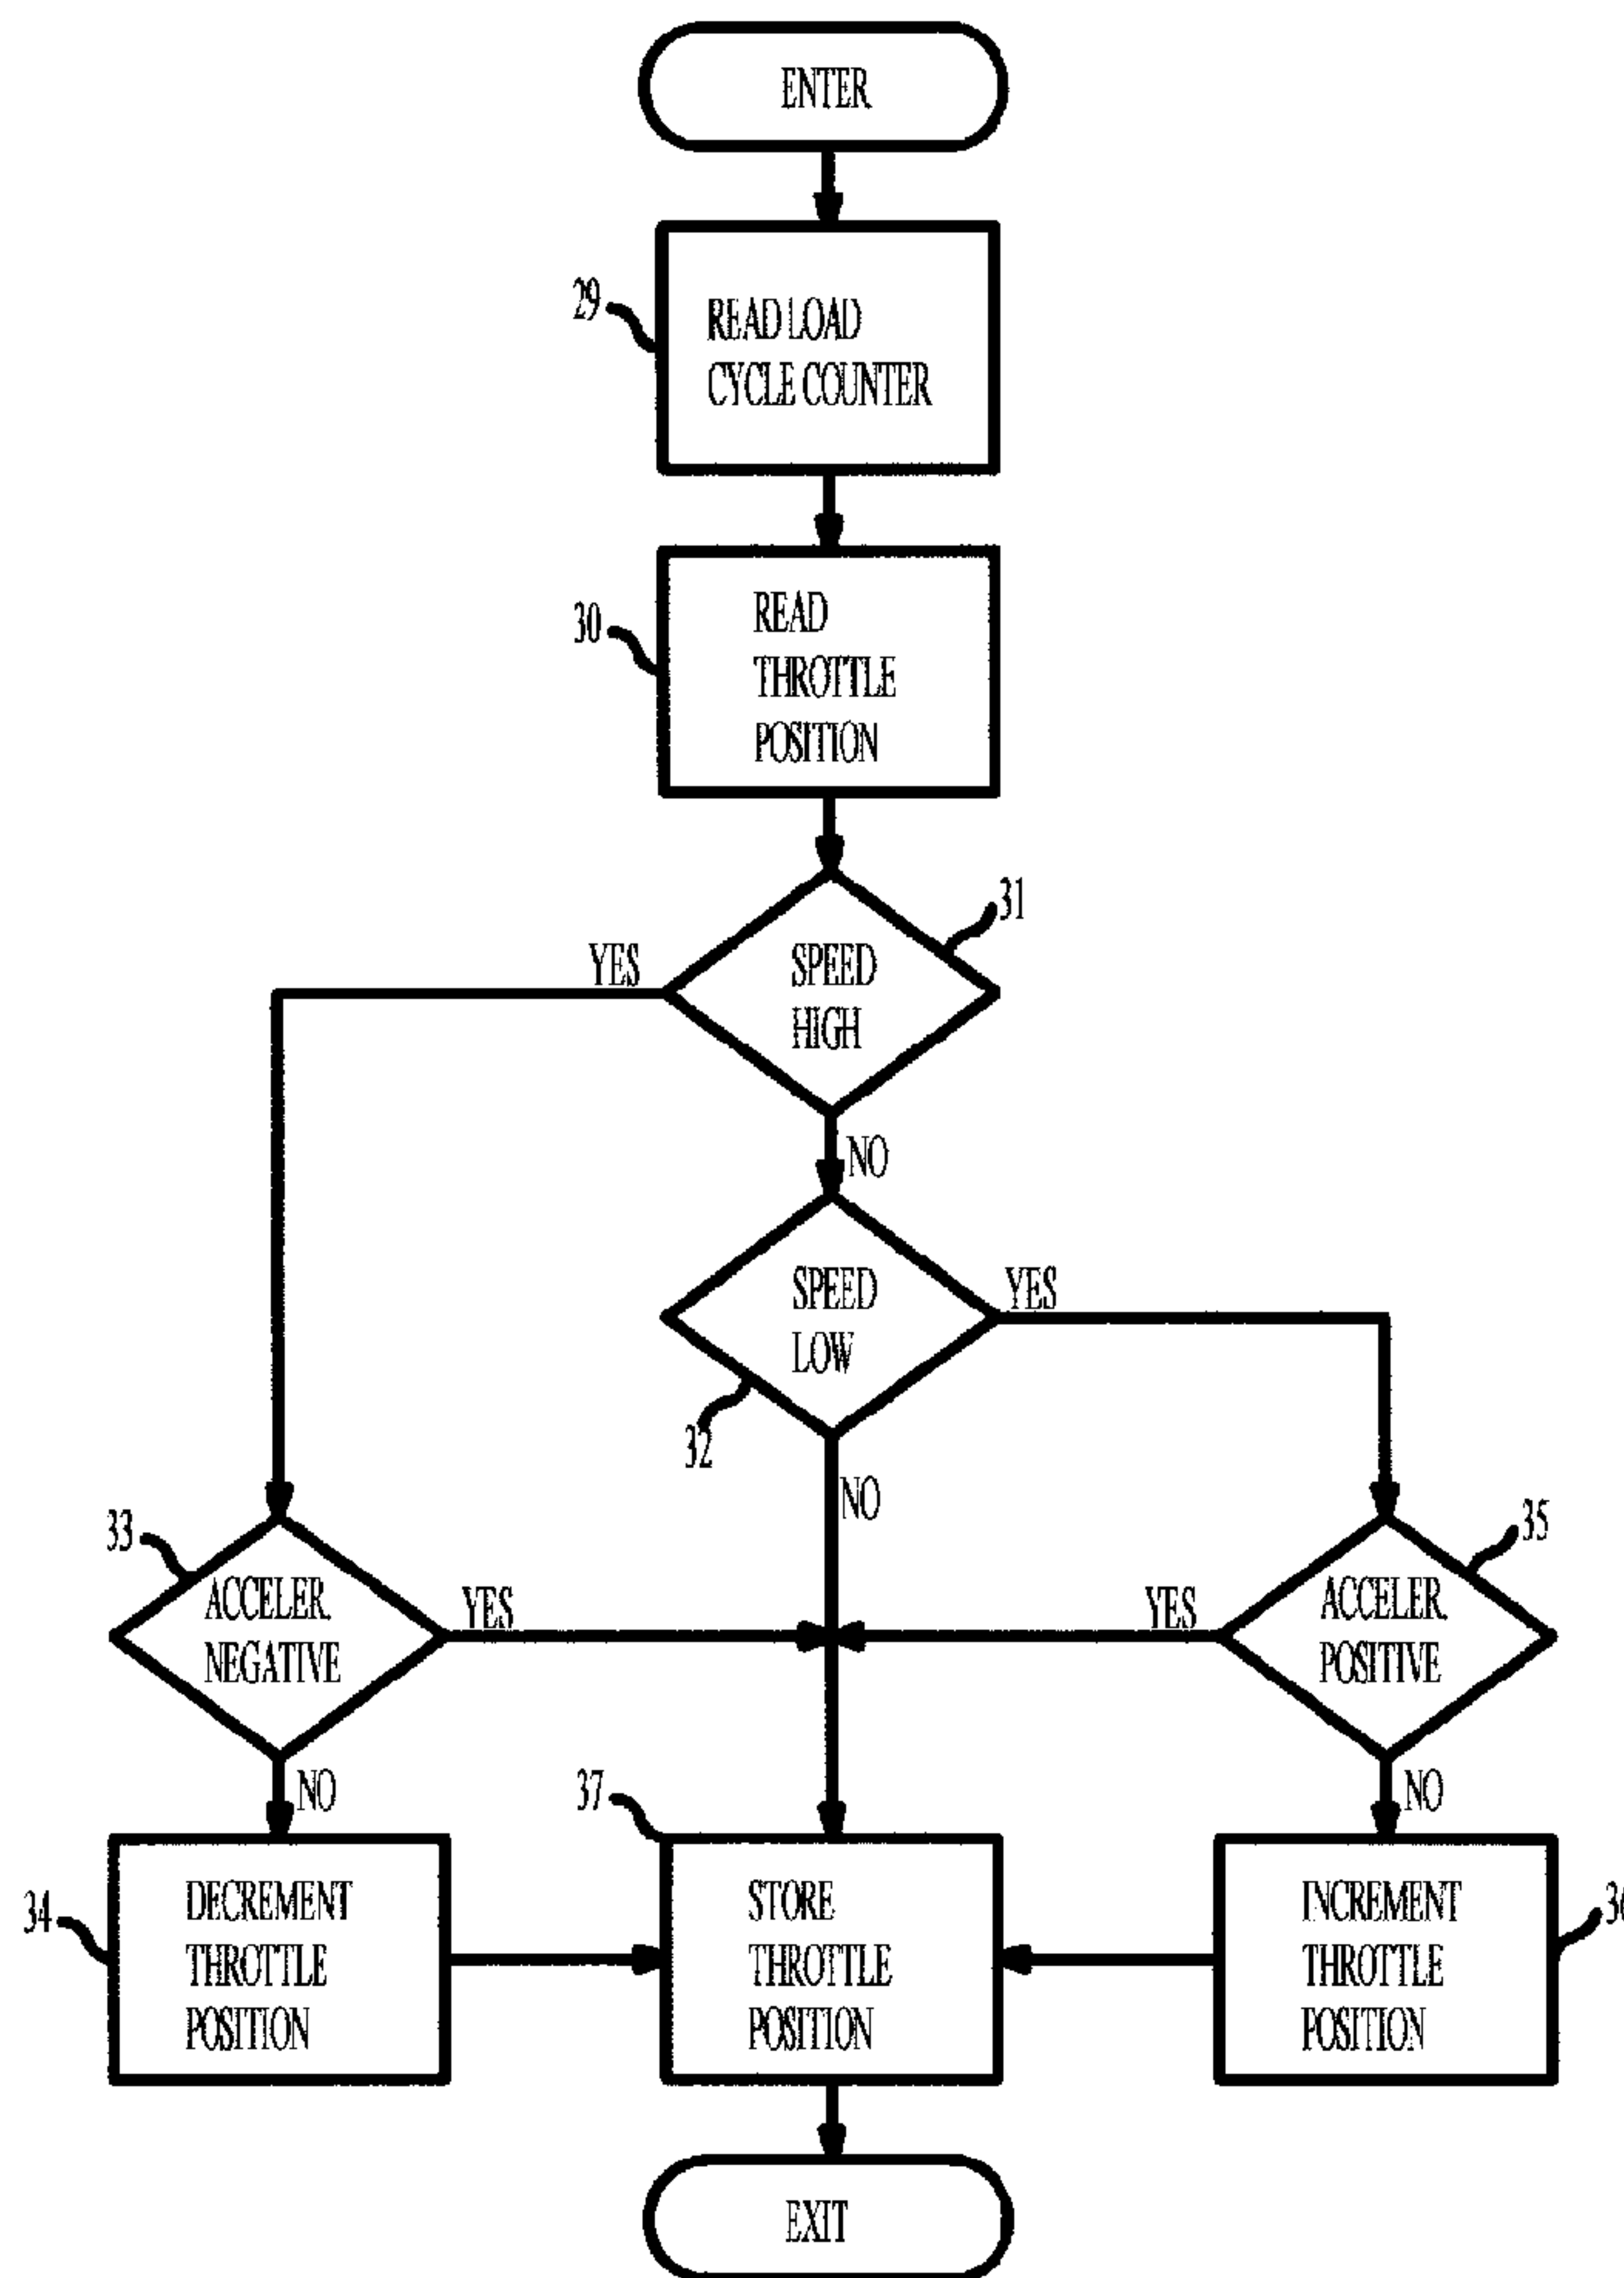 ENTER
29
READ LOAD
CYCLE COUNTER
30
READ
THROTTLE
POSITION
31
YES
SPEED
HIGH
NO
SPEED
LOW
YES
32
NO
33
ACCELER.
NEGATIVE
YES
35
YES
ACCELER.
POSITIVE
NO
37
NO
34
DECREMENT
THROTTLE
POSITION
STORE
THROTTLE
POSITION
INCREMENT
THROTTLE
POSITION
36
EXIT